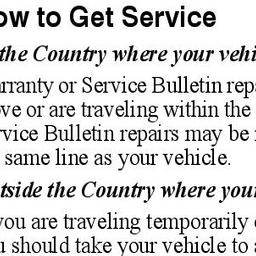 ow to Get Service
the Country where your vehi
rranty or Service Bulletin rep
ve or are traveling within the
rvice Bulletin repairs may be
same line as your vehicle.
tside the Country where your
you are traveling temporarily
u should take your vehicle to a